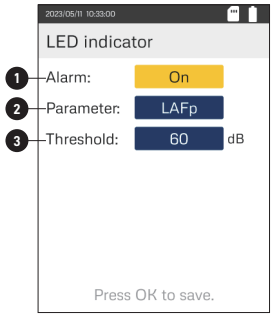 2023/05/11 10:33:00
LED indicator
1 Alarm: On
2 Parameter: LAFp
3 Threshold: 60 dB
Press OK to save.